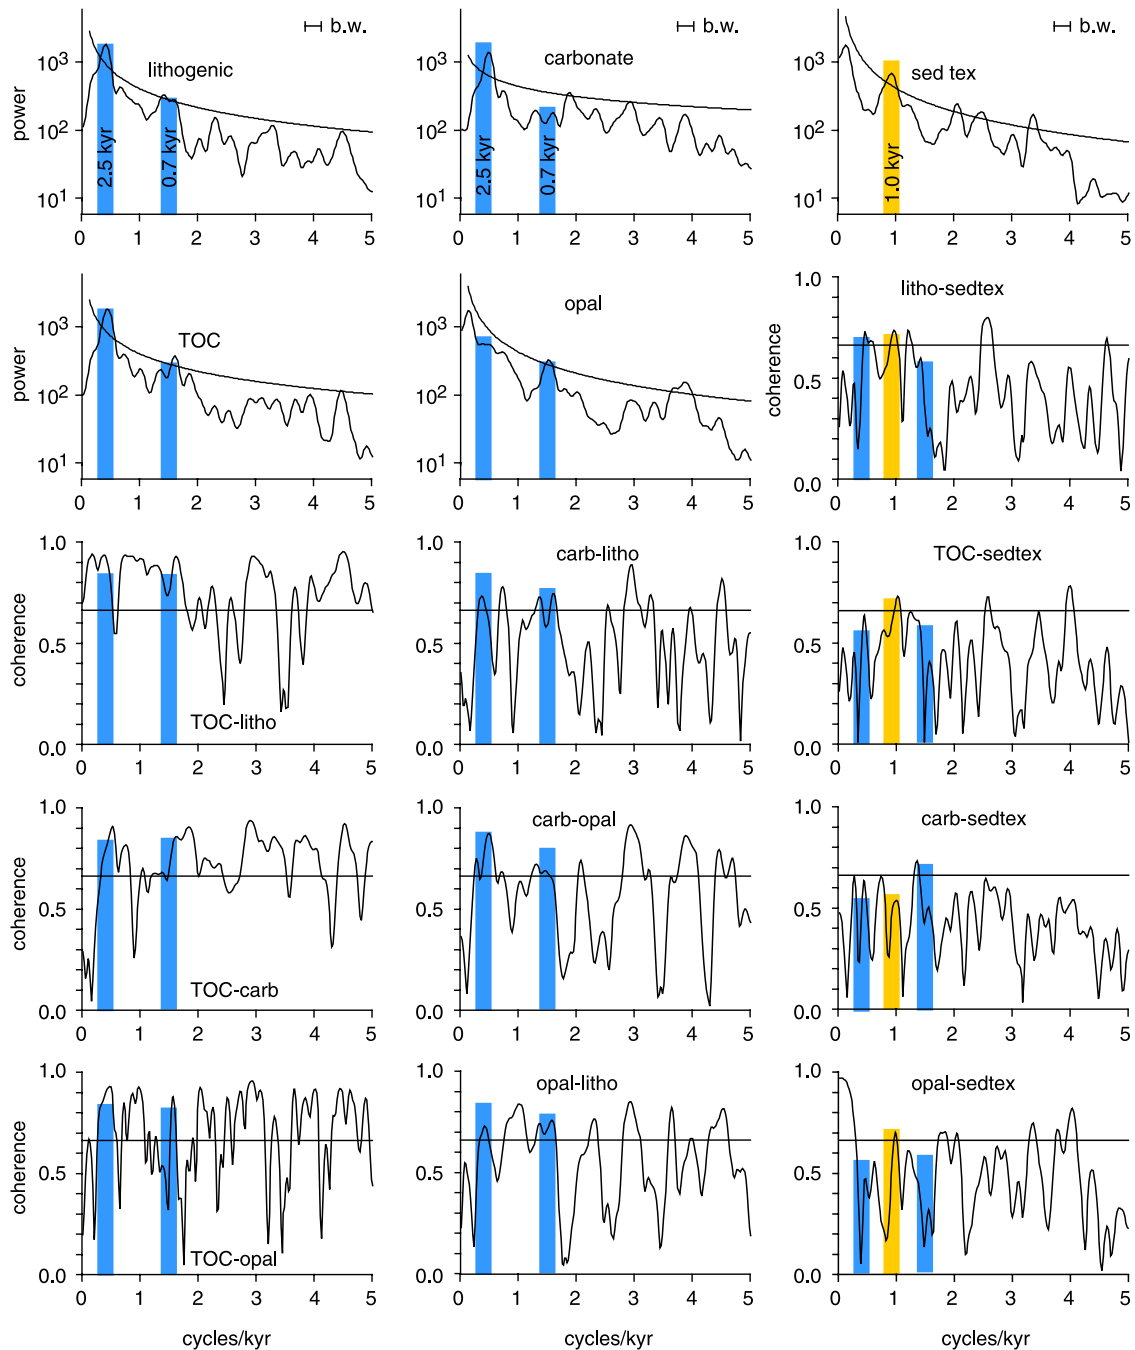 b.w.
lithogenic
power
10³
10²
10¹
2.5 kyr
0.7 kyr
0 1 2 3 4 5
b.w.
carbonate
10³
10²
10¹
2.5 kyr
0.7 kyr
0 1 2 3 4 5
b.w.
sed tex
10³
10²
10¹
1.0 kyr
0 1 2 3 4 5
TOC
power
10³
10²
10¹
0 1 2 3 4 5
opal
10³
10²
10¹
0 1 2 3 4 5
litho-sedtex
coherence
1.0
0.5
0.0
0 1 2 3 4 5
TOC-litho
coherence
1.0
0.5
0.0
0 1 2 3 4 5
carb-litho
1.0
0.5
0.0
0 1 2 3 4 5
TOC-sedtex
1.0
0.5
0.0
0 1 2 3 4 5
TOC-carb
coherence
1.0
0.5
0.0
0 1 2 3 4 5
carb-opal
1.0
0.5
0.0
0 1 2 3 4 5
carb-sedtex
1.0
0.5
0.0
0 1 2 3 4 5
TOC-opal
coherence
1.0
0.5
0.0
0 1 2 3 4 5
cycles/kyr
opal-litho
1.0
0.5
0.0
0 1 2 3 4 5
cycles/kyr
opal-sedtex
1.0
0.5
0.0
0 1 2 3 4 5
cycles/kyr